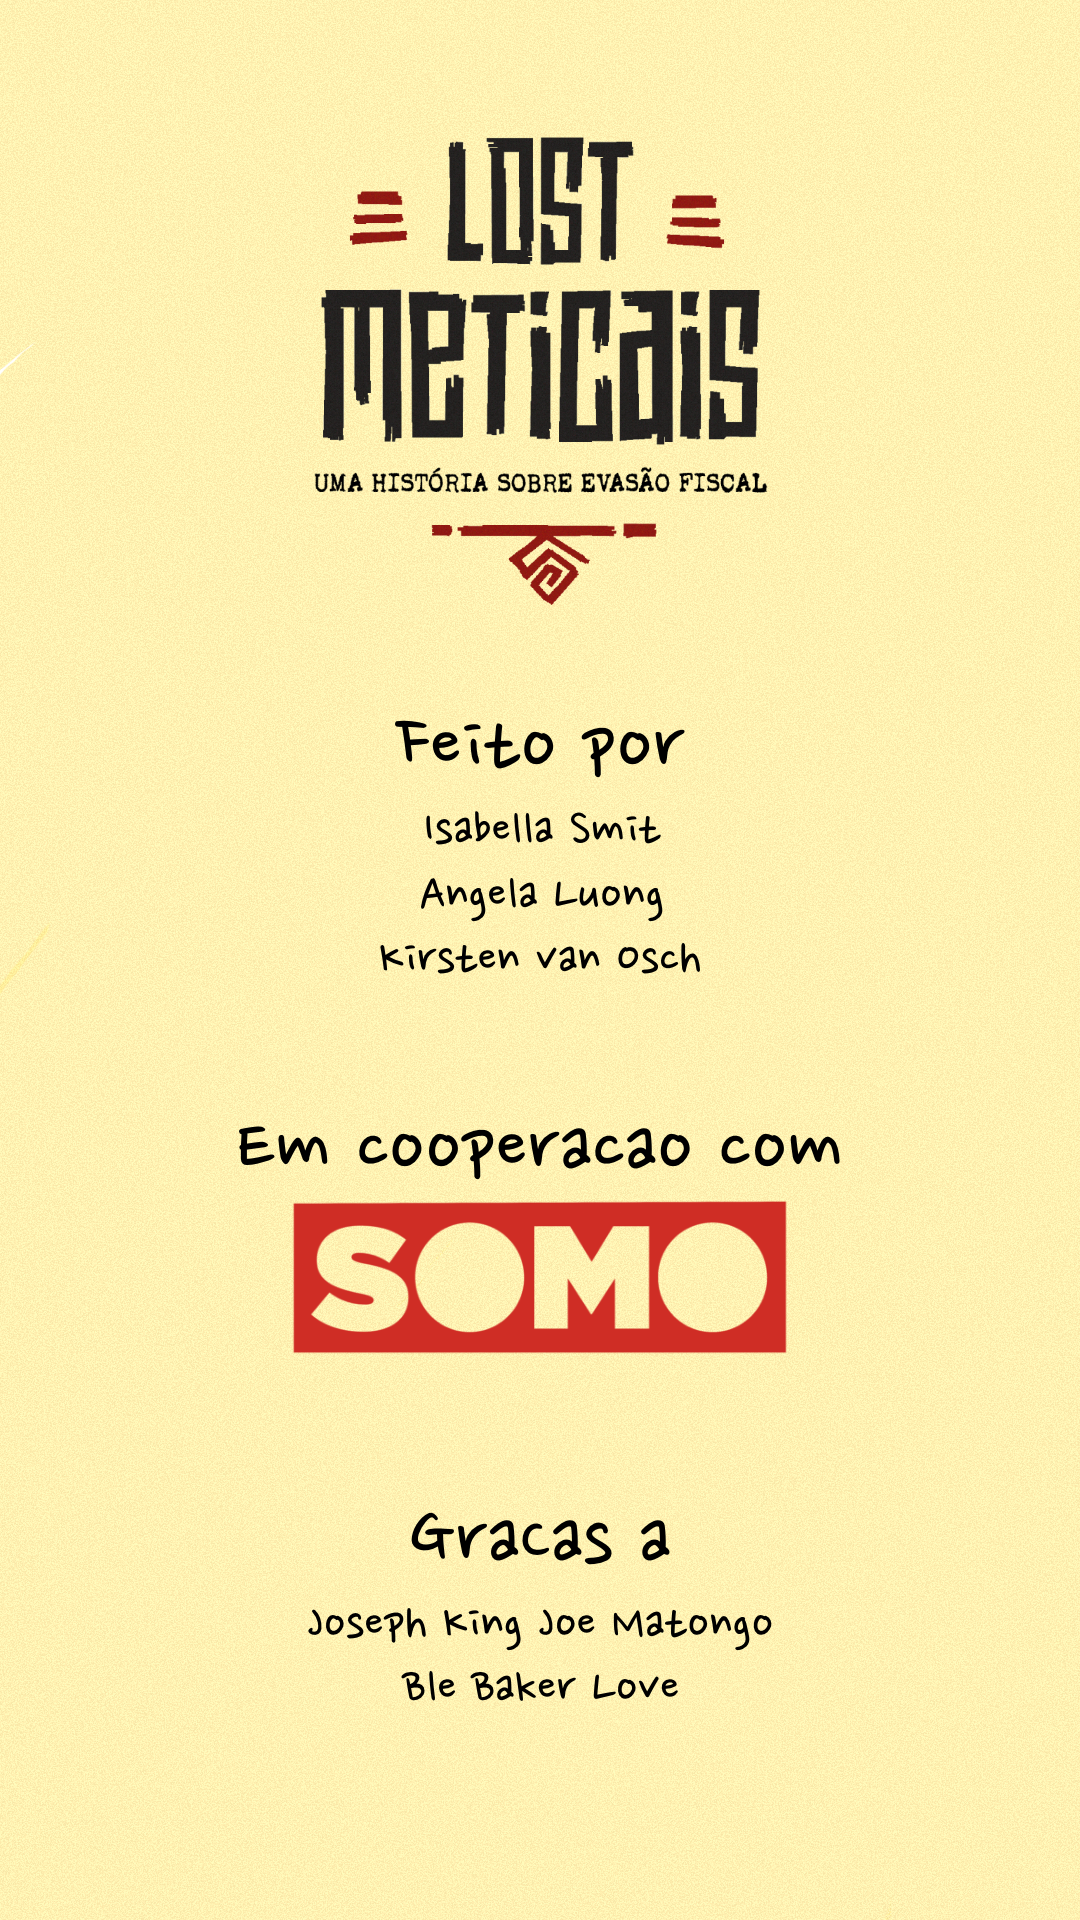 LOST
METICAIS
UMA HISTÓRIA SOBRE EVASÃO FISCAL
Feito por
Isabella Smit
Angela Luong
Kirsten van Osch
Em cooperacao com
SOMO
Gracas a
Joseph King Joe Matongo
Ble Baker Love